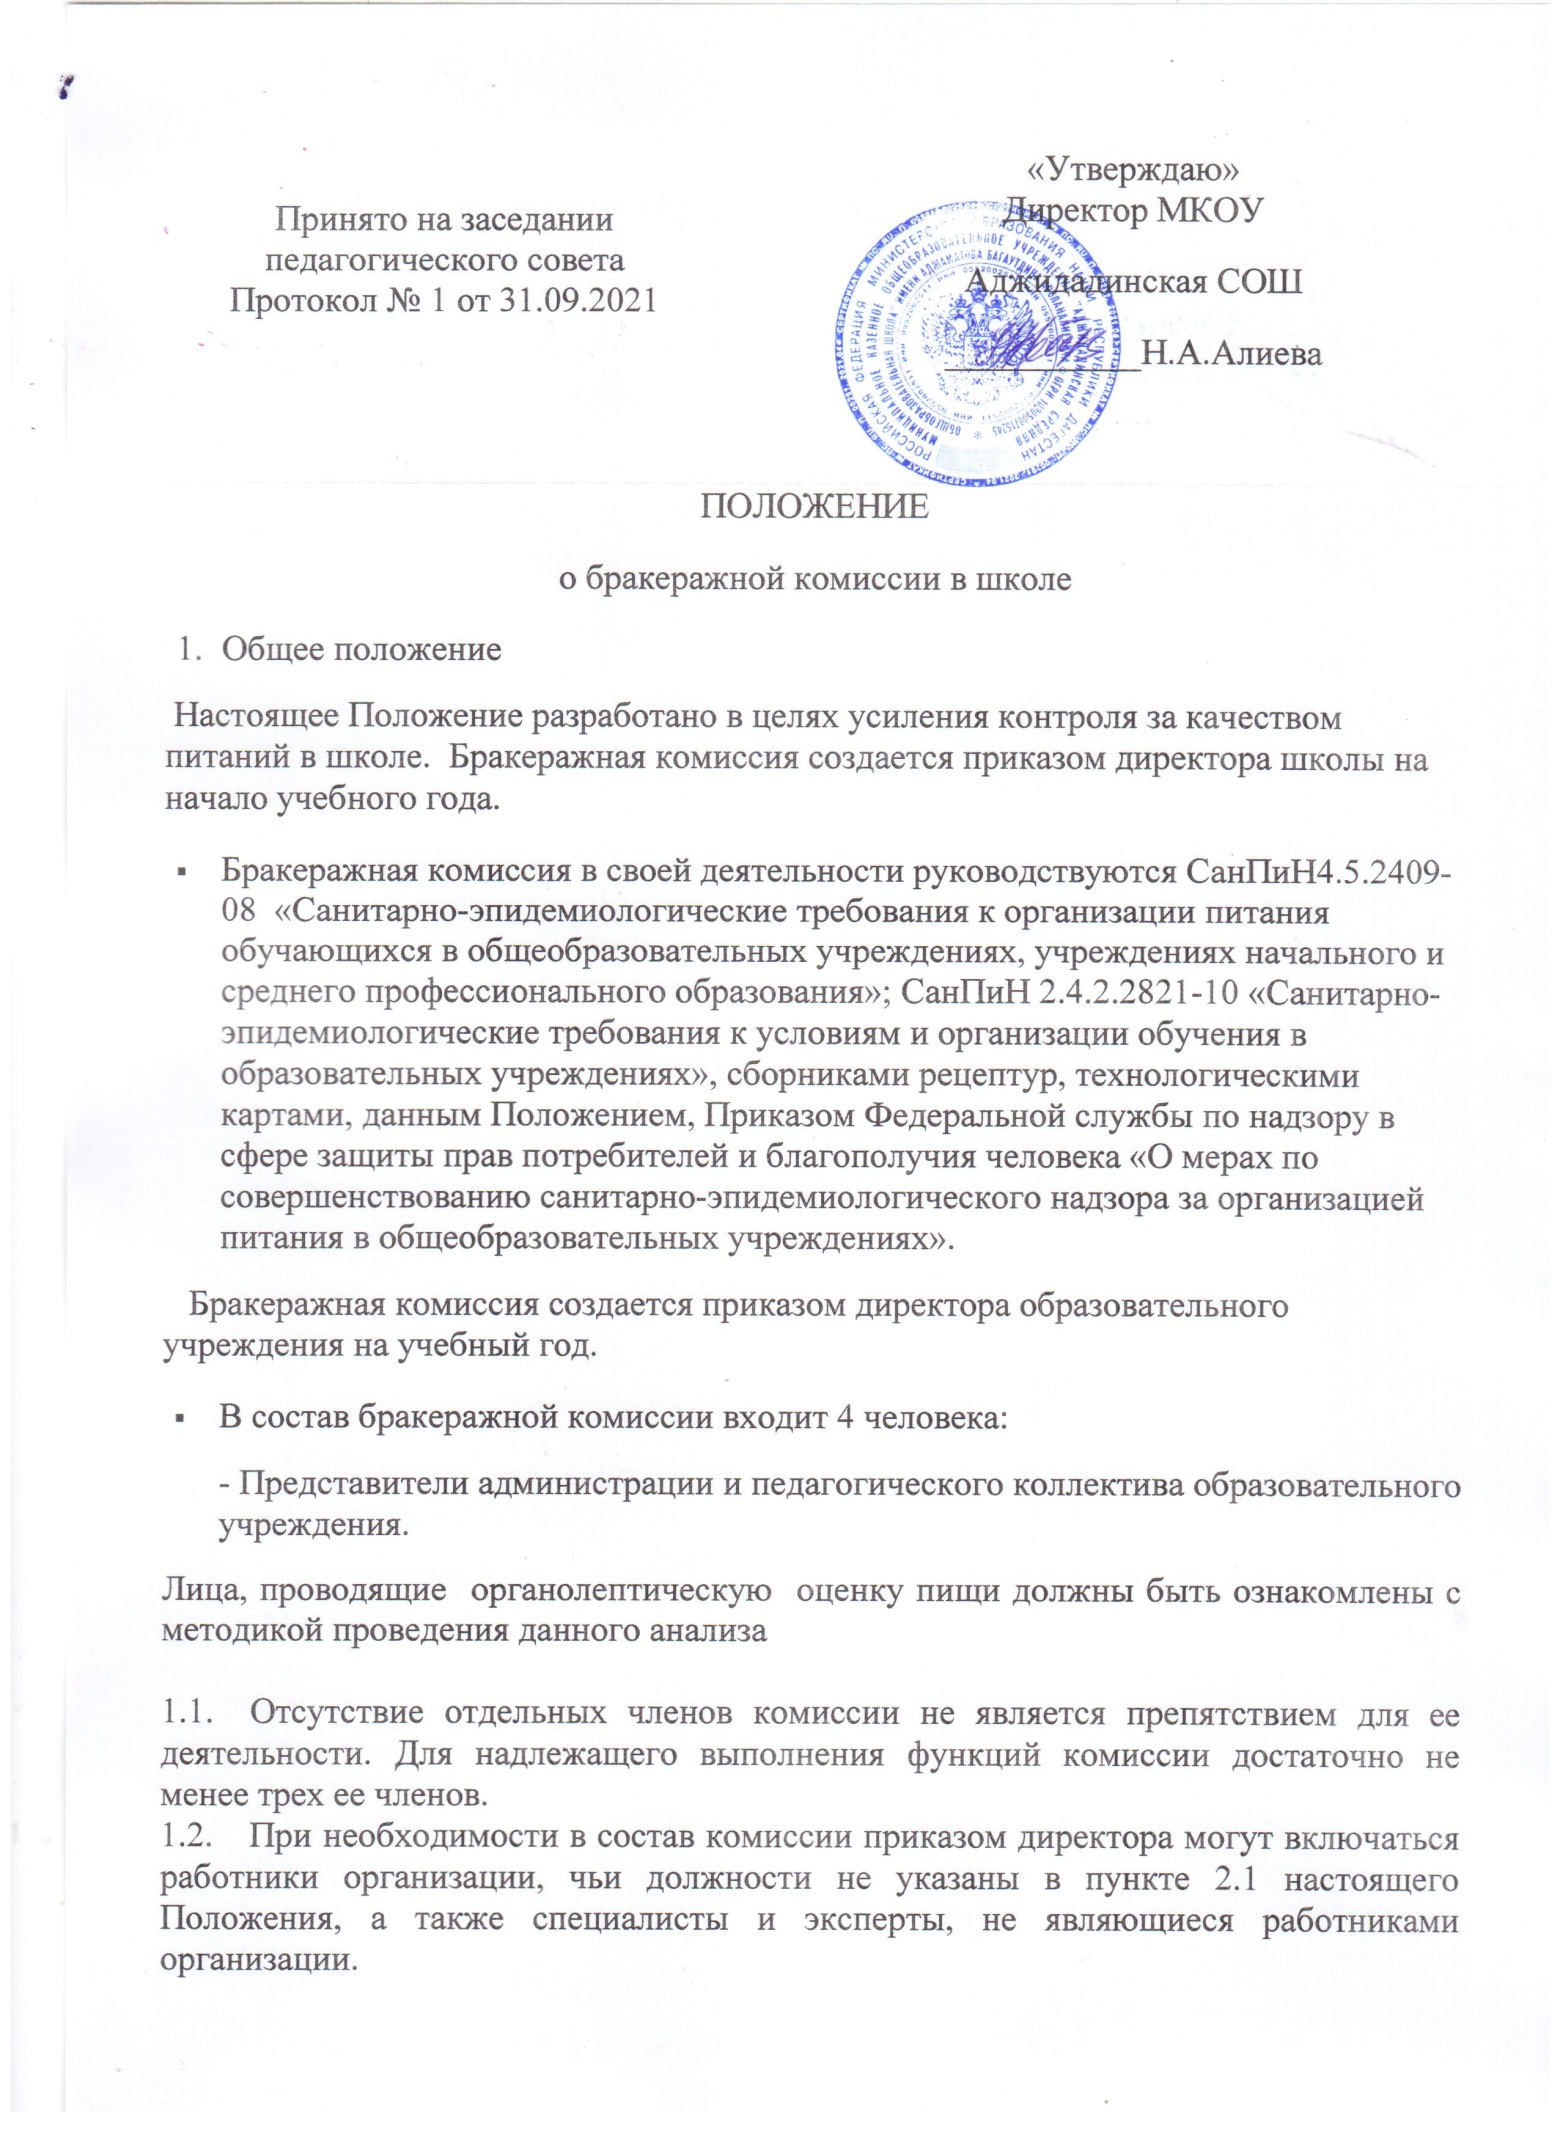 «Утверждаю»
Директор МКОУ
Аджидадинская СОШ
Н.А.Алиева
Принято на заседании
педагогического совета
Протокол № 1 от 31.09.2021
ПОЛОЖЕНИЕ
о бракеражной комиссии в школе
1. Общее положение
Настоящее Положение разработано в целях усиления контроля за качеством
питаний в школе. Бракеражная комиссия создается приказом директора школы на
начало учебного года.
▪ Бракеражная комиссия в своей деятельности руководствуются СанПиН4.5.2409-
08 «Санитарно-эпидемиологические требования к организации питания
обучающихся в общеобразовательных учреждениях, учреждениях начального и
среднего профессионального образования»; СанПиН 2.4.2.2821-10 «Санитарно-
эпидемиологические требования к условиям и организации обучения в
образовательных учреждениях», сборниками рецептур, технологическими
картами, данным Положением, Приказом Федеральной службы по надзору в
сфере защиты прав потребителей и благополучия человека «О мерах по
совершенствованию санитарно-эпидемиологического надзора за организацией
питания в общеобразовательных учреждениях».
Бракеражная комиссия создается приказом директора образовательного
учреждения на учебный год.
▪ В состав бракеражной комиссии входит 4 человека:
- Представители администрации и педагогического коллектива образовательного
учреждения.
Лица, проводящие органолептическую оценку пищи должны быть ознакомлены с
методикой проведения данного анализа
1.1. Отсутствие отдельных членов комиссии не является препятствием для ее
деятельности. Для надлежащего выполнения функций комиссии достаточно не
менее трех ее членов.
1.2. При необходимости в состав комиссии приказом директора могут включаться
работники организации, чьи должности не указаны в пункте 2.1 настоящего
Положения, а также специалисты и эксперты, не являющиеся работниками
организации.